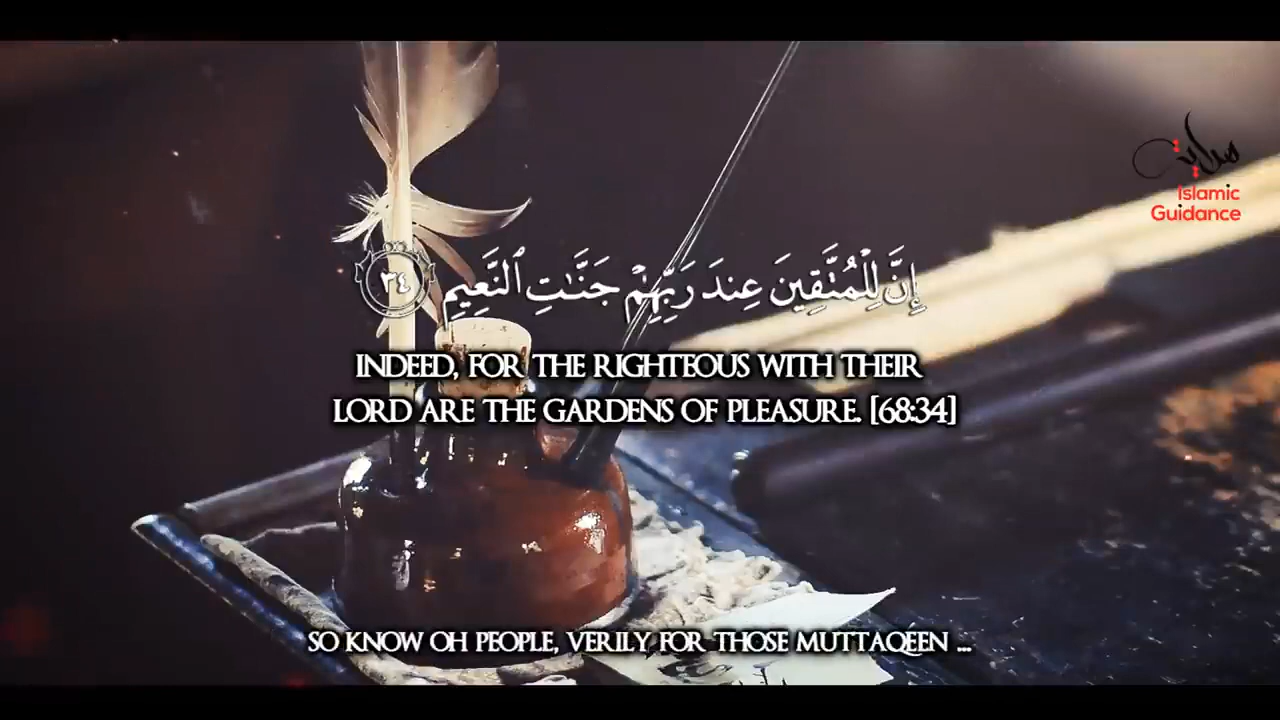 هداية
Islamic
Guidance
إِنَّ لِلْمُتَّقِينَ عِندَ رَبِّهِمْ جَنَّـٰتِ ٱلنَّعِيمِ ٣٤
INDEED, FOR THE RIGHTEOUS WITH THEIR
LORD ARE THE GARDENS OF PLEASURE. [68:34]
SO KNOW OH PEOPLE, VERILY FOR THOSE MUTTAQEEN ...